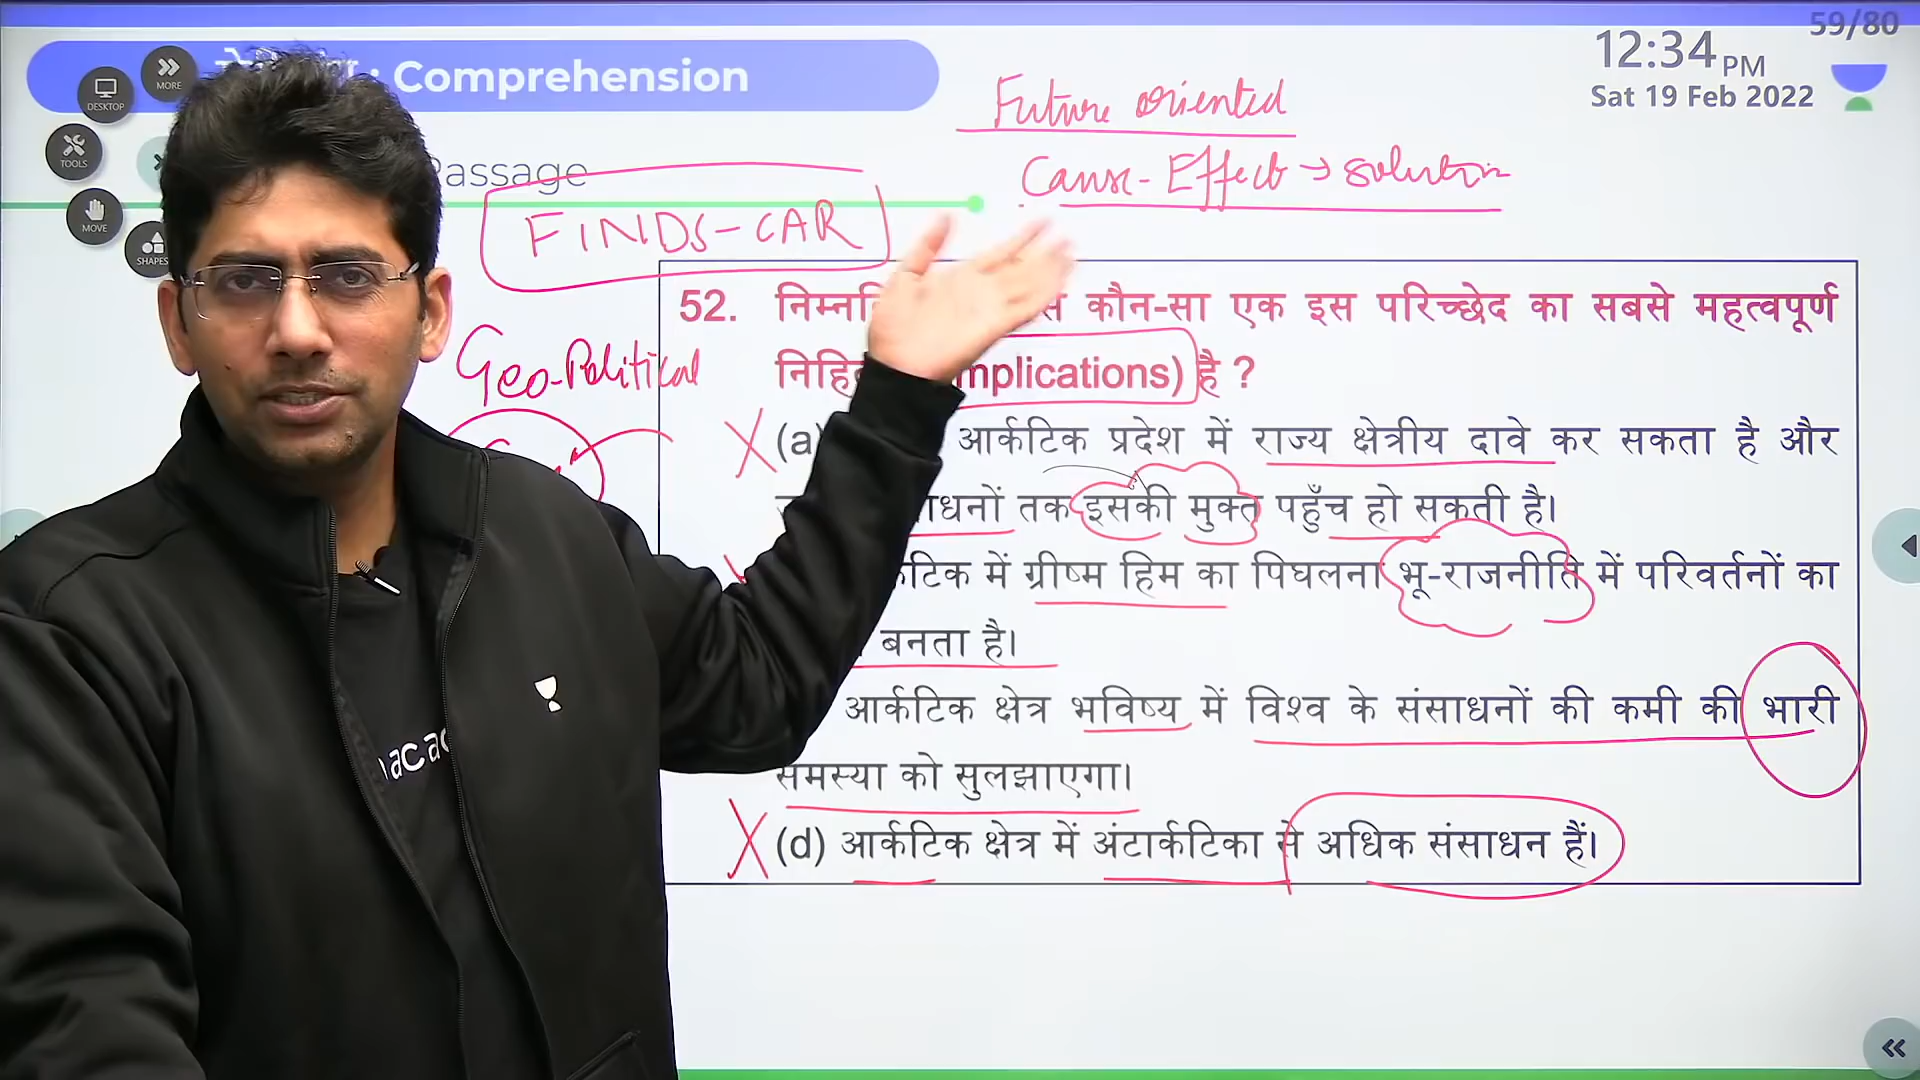 59/80
12:34 PM
Sat 19 Feb 2022
: Comprehension
MORE
DESKTOP
TOOLS
MOVE
SHAPES
Passage
Future oriented
Cause-Effect → solution
FINDS-CAR
Geo-Political
52. कौन-सा एक इस परिच्छेद का सबसे महत्वपूर्ण
mplications) है ?
X (a) आर्कटिक प्रदेश में राज्य क्षेत्रीय दावे कर सकता है और
तक इसकी मुक्त पहुँच हो सकती है।
में ग्रीष्म हिम का पिघलना भू-राजनीति में परिवर्तनों का
बनता है।
आर्कटिक क्षेत्र भविष्य में विश्व के संसाधनों की कमी की भारी
समस्या को सुलझाएगा।
X (d) आर्कटिक क्षेत्र में अंटार्कटिका से अधिक संसाधन हैं।